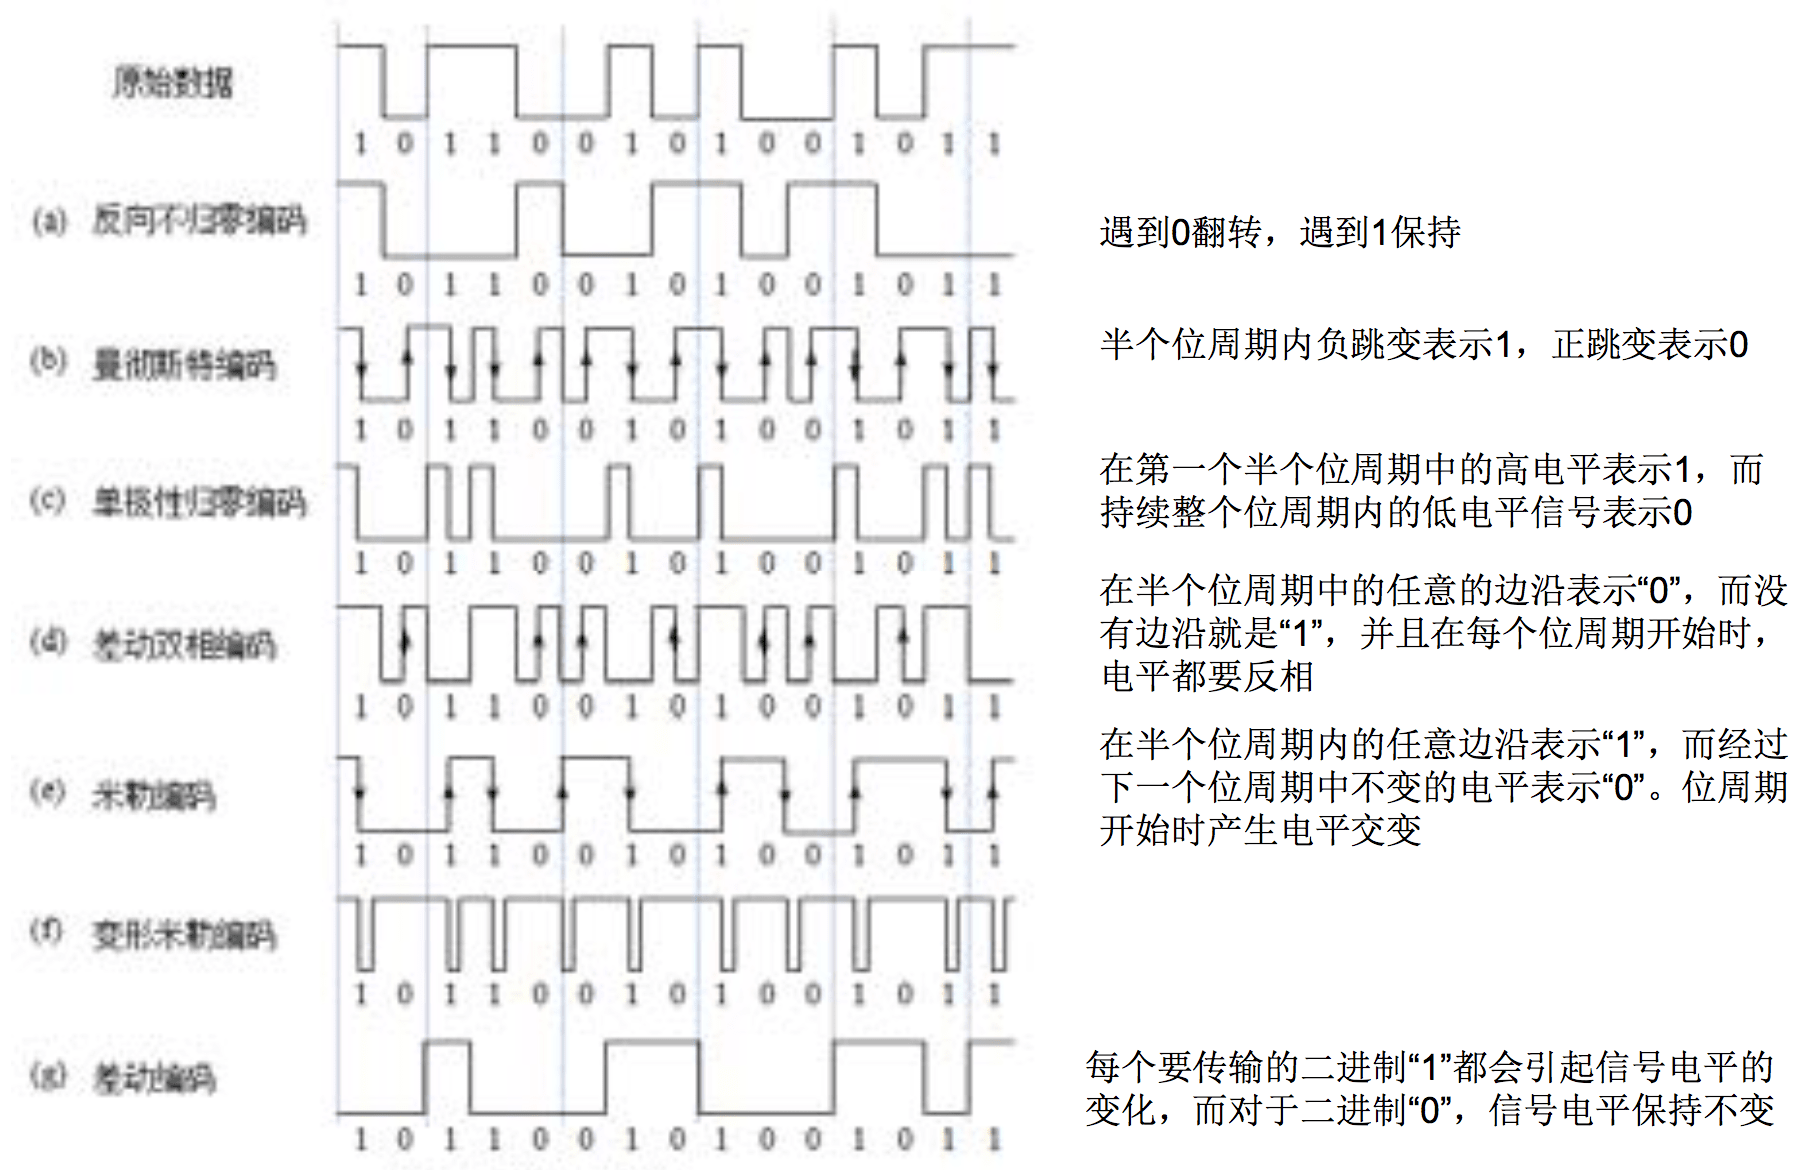 原始数据
1 0 1 1 0 0 1 0 1 0 0 1 0 1 1
(a) 反向不归零编码
遇到0翻转，遇到1保持
1 0 1 1 0 0 1 0 1 0 0 1 0 1 1
(b) 曼彻斯特编码
半个位周期内负跳变表示1，正跳变表示0
1 0 1 1 0 0 1 0 1 0 0 1 0 1 1
(c) 单极性归零编码
在第一个半个位周期中的高电平表示1，而
持续整个位周期内的低电平信号表示0
1 0 1 1 0 0 1 0 1 0 0 1 0 1 1
(d) 差动双相编码
在半个位周期中的任意的边沿表示“0”，而没
有边沿就是“1”，并且在每个位周期开始时，
电平都要反相
1 0 1 1 0 0 1 0 1 0 0 1 0 1 1
(e) 米勒编码
在半个位周期内的任意边沿表示“1”，而经过
下一个位周期中不变的电平表示“0”。位周期
开始时产生电平交变
1 0 1 1 0 0 1 0 1 0 0 1 0 1 1
(f) 变形米勒编码
1 0 1 1 0 0 1 0 1 0 0 1 0 1 1
(g) 差动编码
每个要传输的二进制“1”都会引起信号电平的
变化，而对于二进制“0”，信号电平保持不变
1 0 1 1 0 0 1 0 1 0 0 1 0 1 1